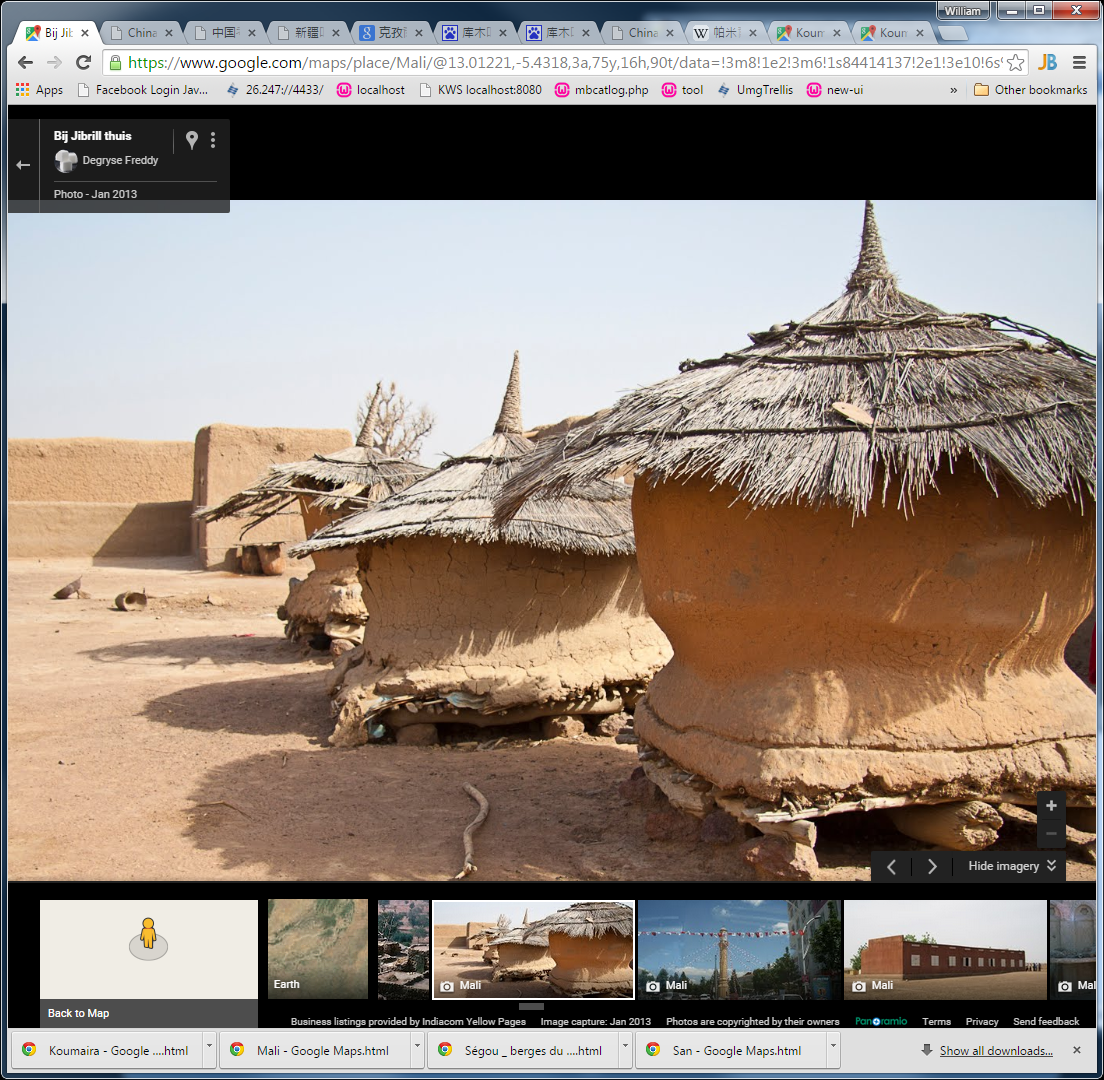 William
Bij Jib
China
中国
新疆
克孜
库木
库木
China
帕米
Koum
Koun
https://www.google.com/maps/place/Mali/@13.01221,-5.4318,3a,75y,16h,90t/data=!3m8!1e2!3m6!1s84414137!2e1!3e10!6s
JB
Apps
Facebook Login Jav...
26.247://4433/
localhost
KWS localhost:8080
mbcatlog.php
tool
UmgTrellis
new-ui
»
Other bookmarks
Bij Jibrill thuis
Degryse Freddy
Photo - Jan 2013
Hide imagery
Back to Map
Earth
Mali
Mali
Mali
Mal
Business listings provided by Indiacom Yellow Pages
Image capture: Jan 2013
Photos are copyrighted by their owners
Panoramio
Terms
Privacy
Send feedback
Koumaira - Google ....html
Mali - Google Maps.html
Ségou _ berges du ....html
San - Google Maps.html
Show all downloads...